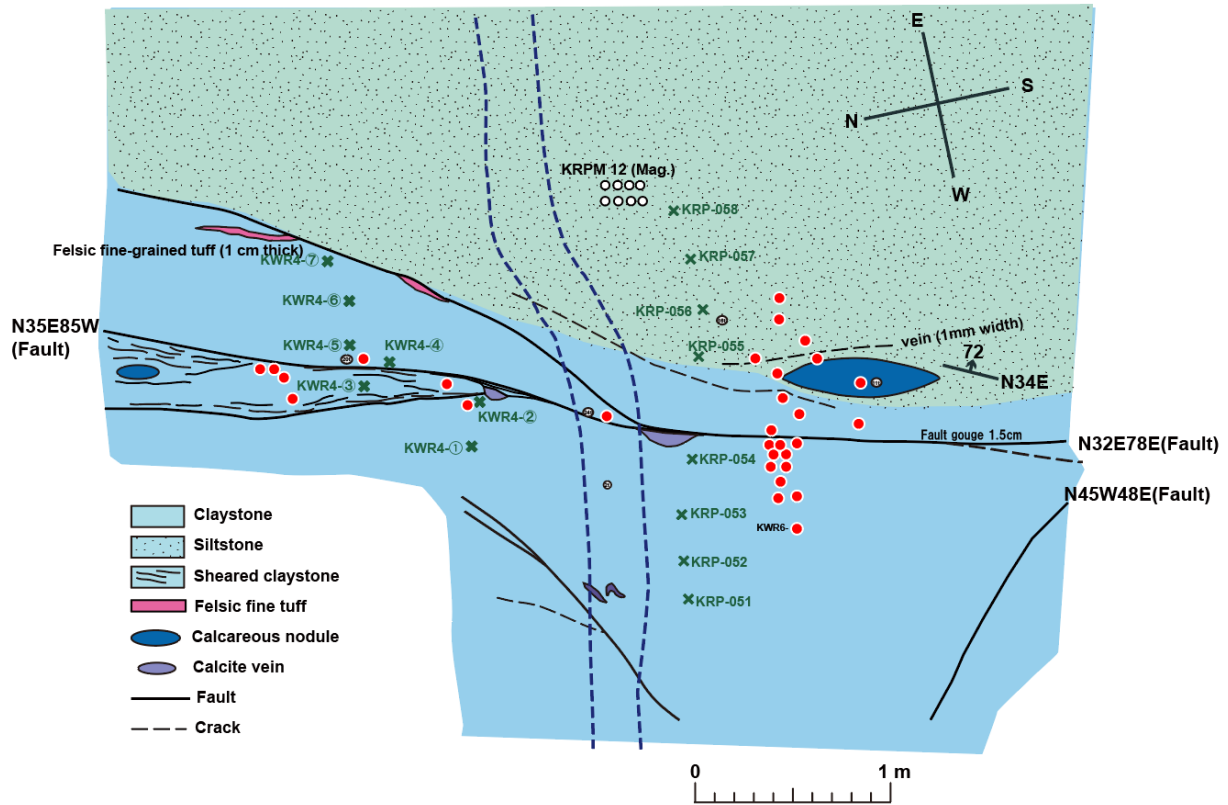 E
S
N
W
KRPM 12 (Mag.)
KRP-058
Felsic fine-grained tuff (1 cm thick)
KWR4-⑦
KRP-057
KWR4-⑥
KRP-056
N35E85W
(Fault)
vein (1mm width)
KWR4-⑤
KWR4-④
KRP-055
72
N34E
KWR4-③
KWR4-②
Fault gouge 1.5cm
N32E78E(Fault)
KWR4-①
KRP-054
N45W48E(Fault)
KRP-053
KWR6-
Claystone
Siltstone
KRP-052
Sheared claystone
KRP-051
Felsic fine tuff
Calcareous nodule
Calcite vein
Fault
Crack
0
1 m